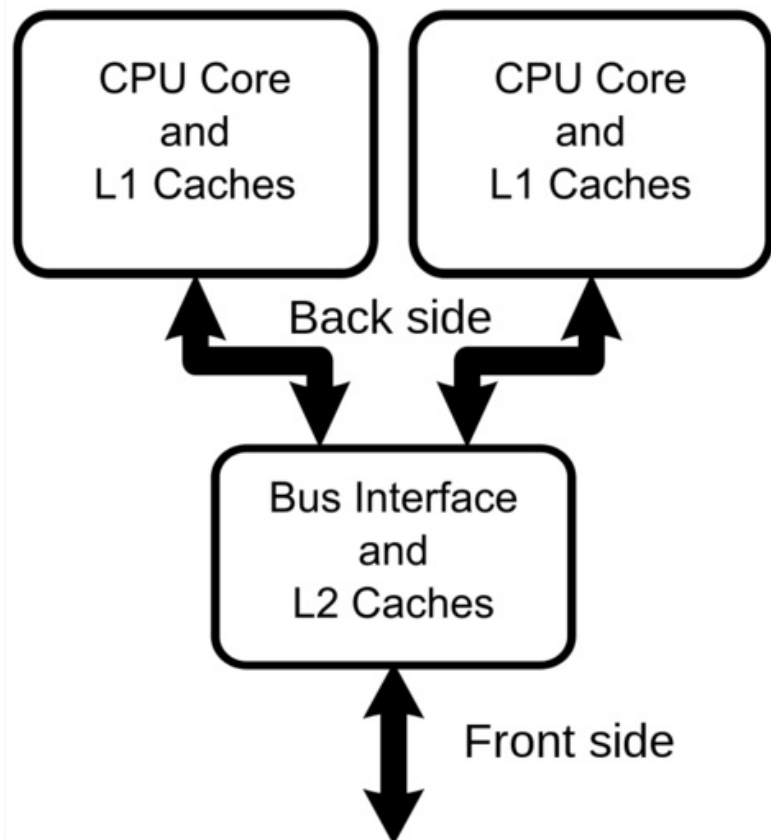 CPU Core
and
L1 Caches
CPU Core
and
L1 Caches
Back side
Bus Interface
and
L2 Caches
Front side